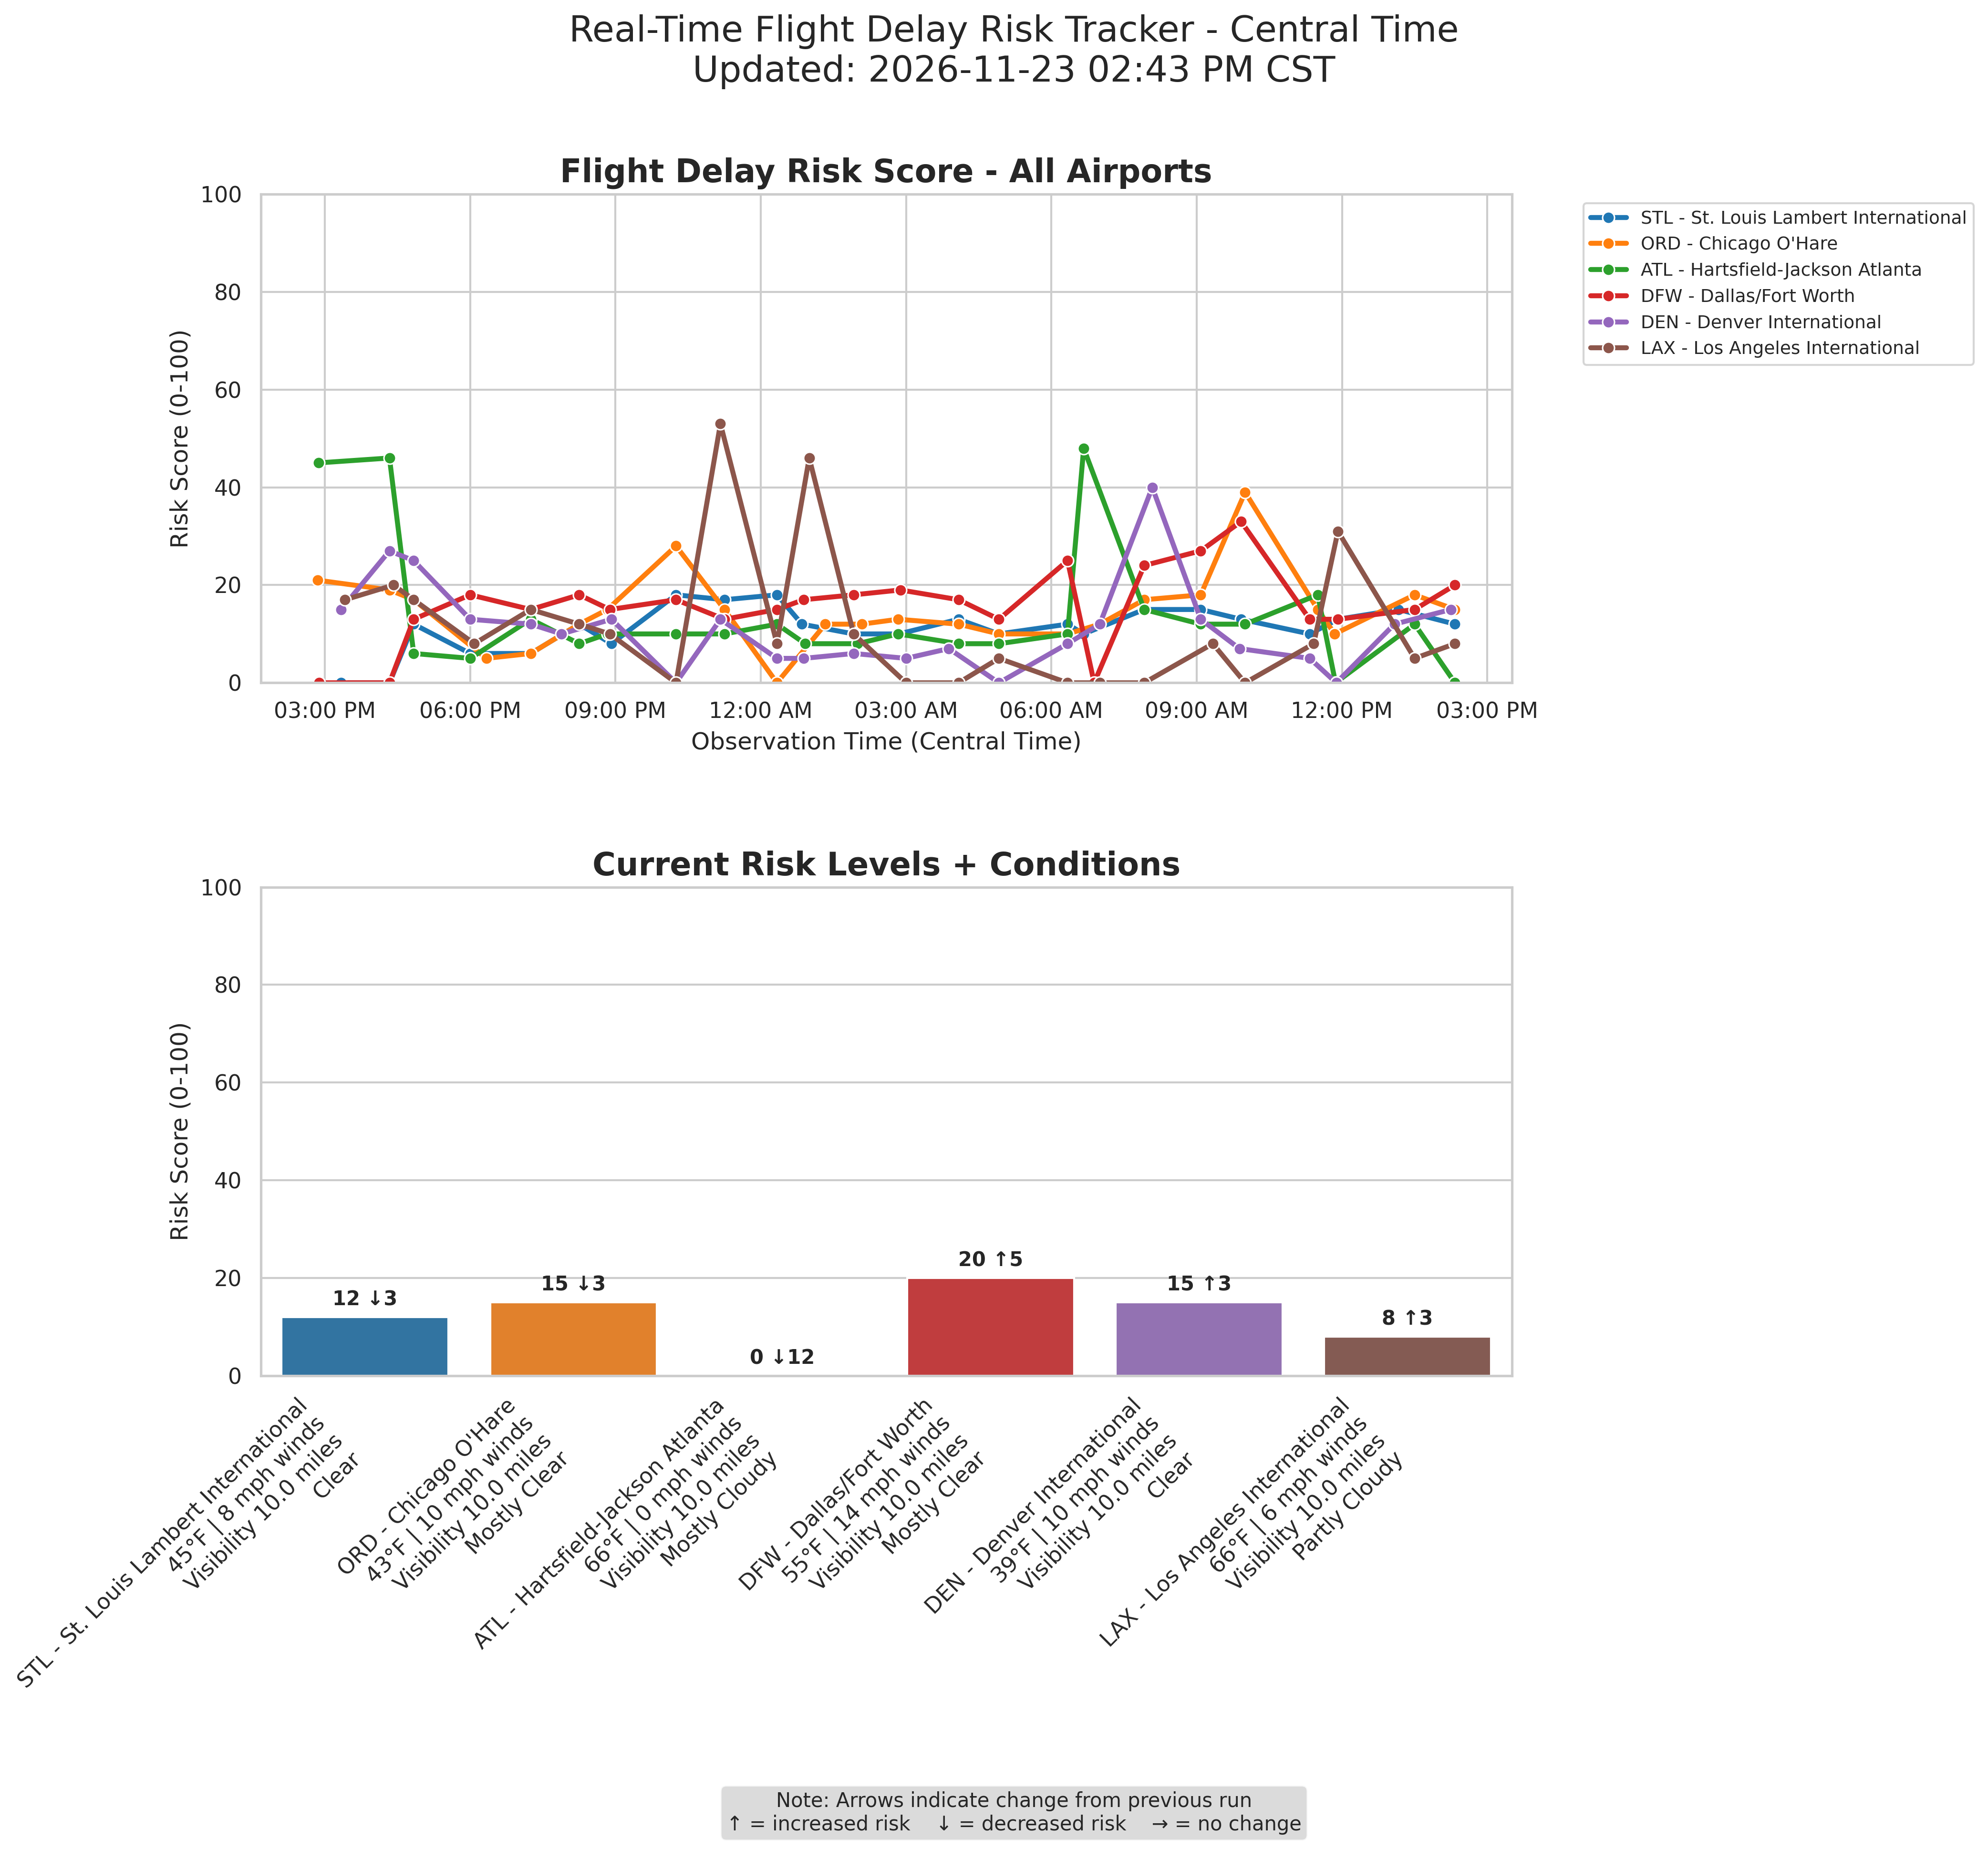 Real-Time Flight Delay Risk Tracker - Central Time
Updated: 2026-11-23 02:43 PM CST
Flight Delay Risk Score - All Airports
Risk Score (0-100)
100
80
60
40
20
0
03:00 PM
06:00 PM
09:00 PM
12:00 AM
03:00 AM
06:00 AM
09:00 AM
12:00 PM
03:00 PM
Observation Time (Central Time)
STL - St. Louis Lambert International
ORD - Chicago O'Hare
ATL - Hartsfield-Jackson Atlanta
DFW - Dallas/Fort Worth
DEN - Denver International
LAX - Los Angeles International
Current Risk Levels + Conditions
Risk Score (0-100)
100
80
60
40
20
0
12 ↓3
15 ↓3
0 ↓12
20 ↑5
15 ↑3
8 ↑3
STL - St. Louis Lambert International
45°F | 8 mph winds
Visibility 10.0 miles
Clear
ORD - Chicago O'Hare
43°F | 10 mph winds
Visibility 10.0 miles
Mostly Clear
ATL - Hartsfield-Jackson Atlanta
66°F | 0 mph winds
Visibility 10.0 miles
Mostly Cloudy
DFW - Dallas/Fort Worth
55°F | 14 mph winds
Visibility 10.0 miles
Mostly Clear
DEN - Denver International
39°F | 10 mph winds
Visibility 10.0 miles
Clear
LAX - Los Angeles International
66°F | 6 mph winds
Visibility 10.0 miles
Partly Cloudy
Note: Arrows indicate change from previous run
↑ = increased risk ↓ = decreased risk → = no change